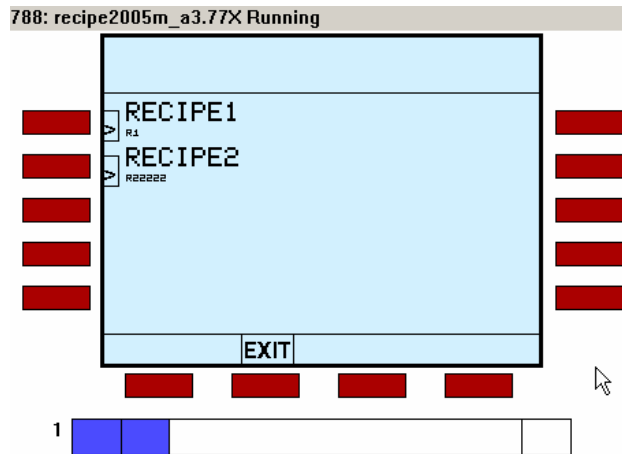 788: recipe2005m_a3.77X Running
RECIPE1
R1
RECIPE2
R22222
EXIT
1